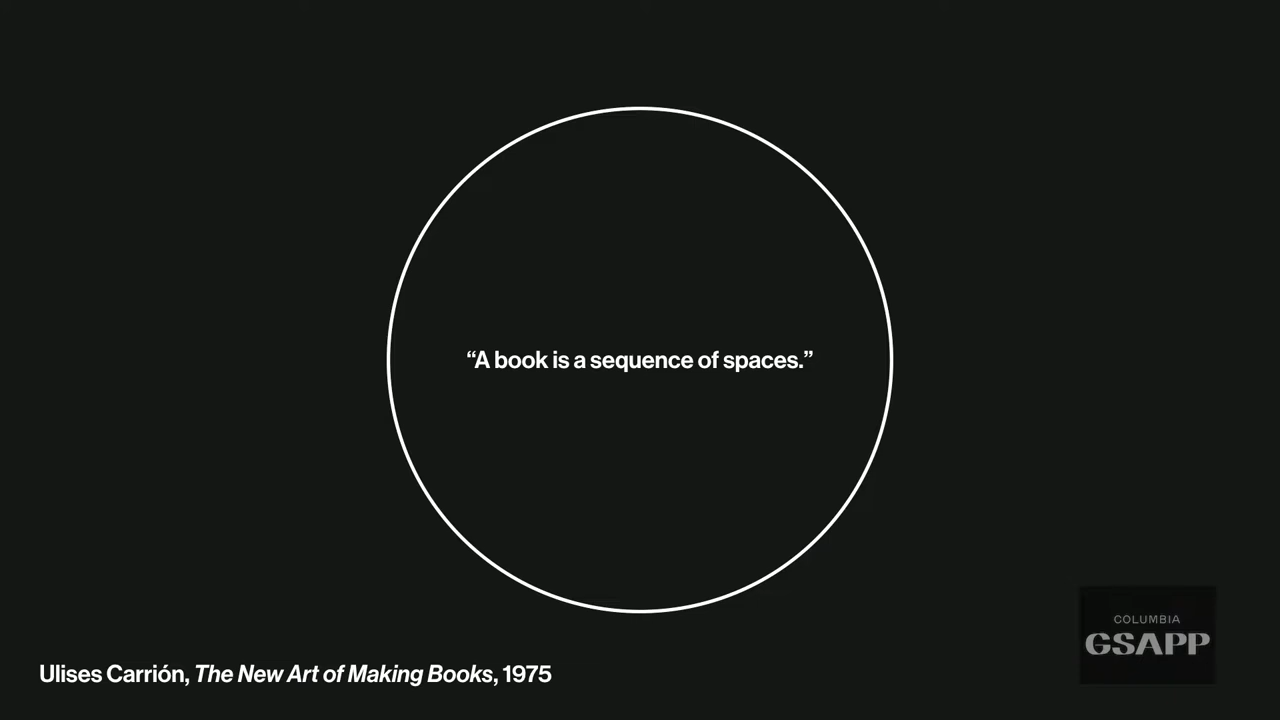 “A book is a sequence of spaces.”
COLUMBIA
GSAPP
Ulises Carrión, The New Art of Making Books, 1975